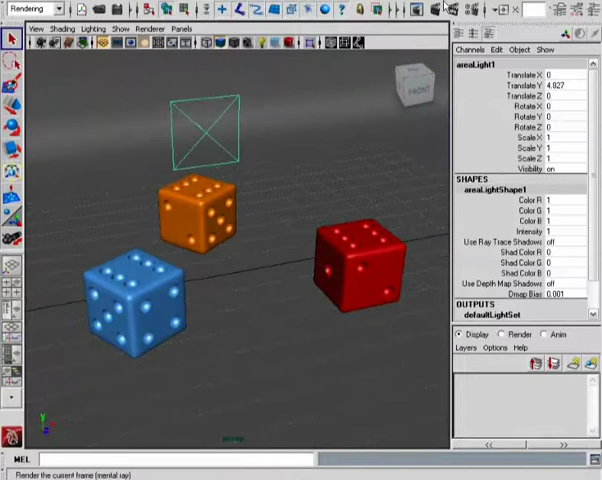 Rendering
View Shading Lighting Show Renderer Panels
FRONT
persp
Channels Edit Object Show
areaLight1
Translate X 0
Translate Y 4.827
Translate Z 0
Rotate X 0
Rotate Y 0
Rotate Z 0
Scale X 1
Scale Y 1
Scale Z 1
Visibility on
SHAPES
areaLightShape1
Color R 1
Color G 1
Color B 1
Intensity 1
Use Ray Trace Shadows off
Shad Color R 0
Shad Color G 0
Shad Color B 0
Use Depth Map Shadows off
Dmap Bias 0.001
OUTPUTS
defaultLightSet
Display Render Anim
Layers Options Help
MEL
Render the current frame (mental ray)